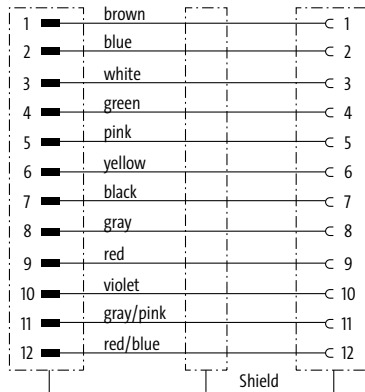 brown
1 1
blue
2 2
white
3 3
green
4 4
pink
5 5
yellow
6 6
black
7 7
gray
8 8
red
9 9
violet
10 10
gray/pink
11 11
red/blue
12 12
Shield